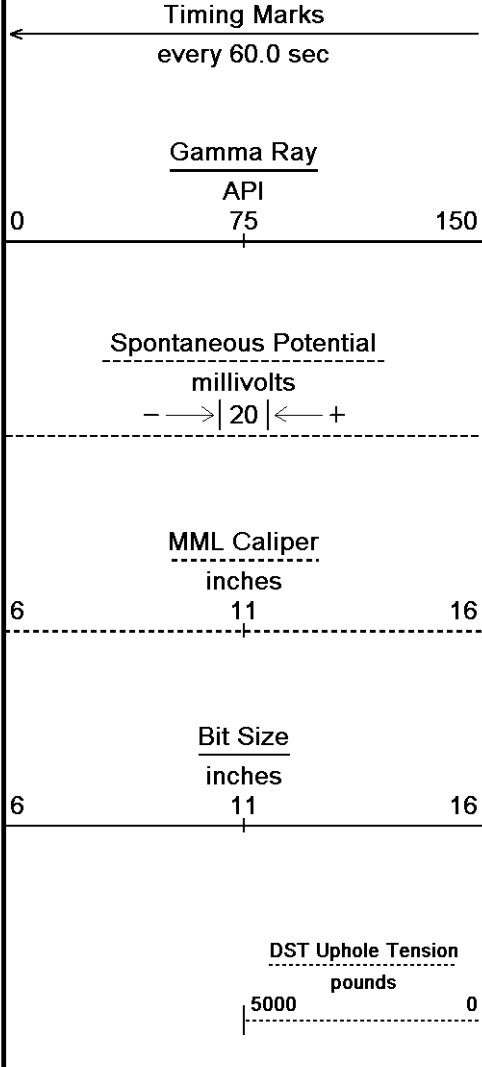 Timing Marks
every 60.0 sec
Gamma Ray
API
0 75 150
Spontaneous Potential
millivolts
− 20 +
MML Caliper
inches
6 11 16
Bit Size
inches
6 11 16
DST Uphole Tension
pounds
5000 0